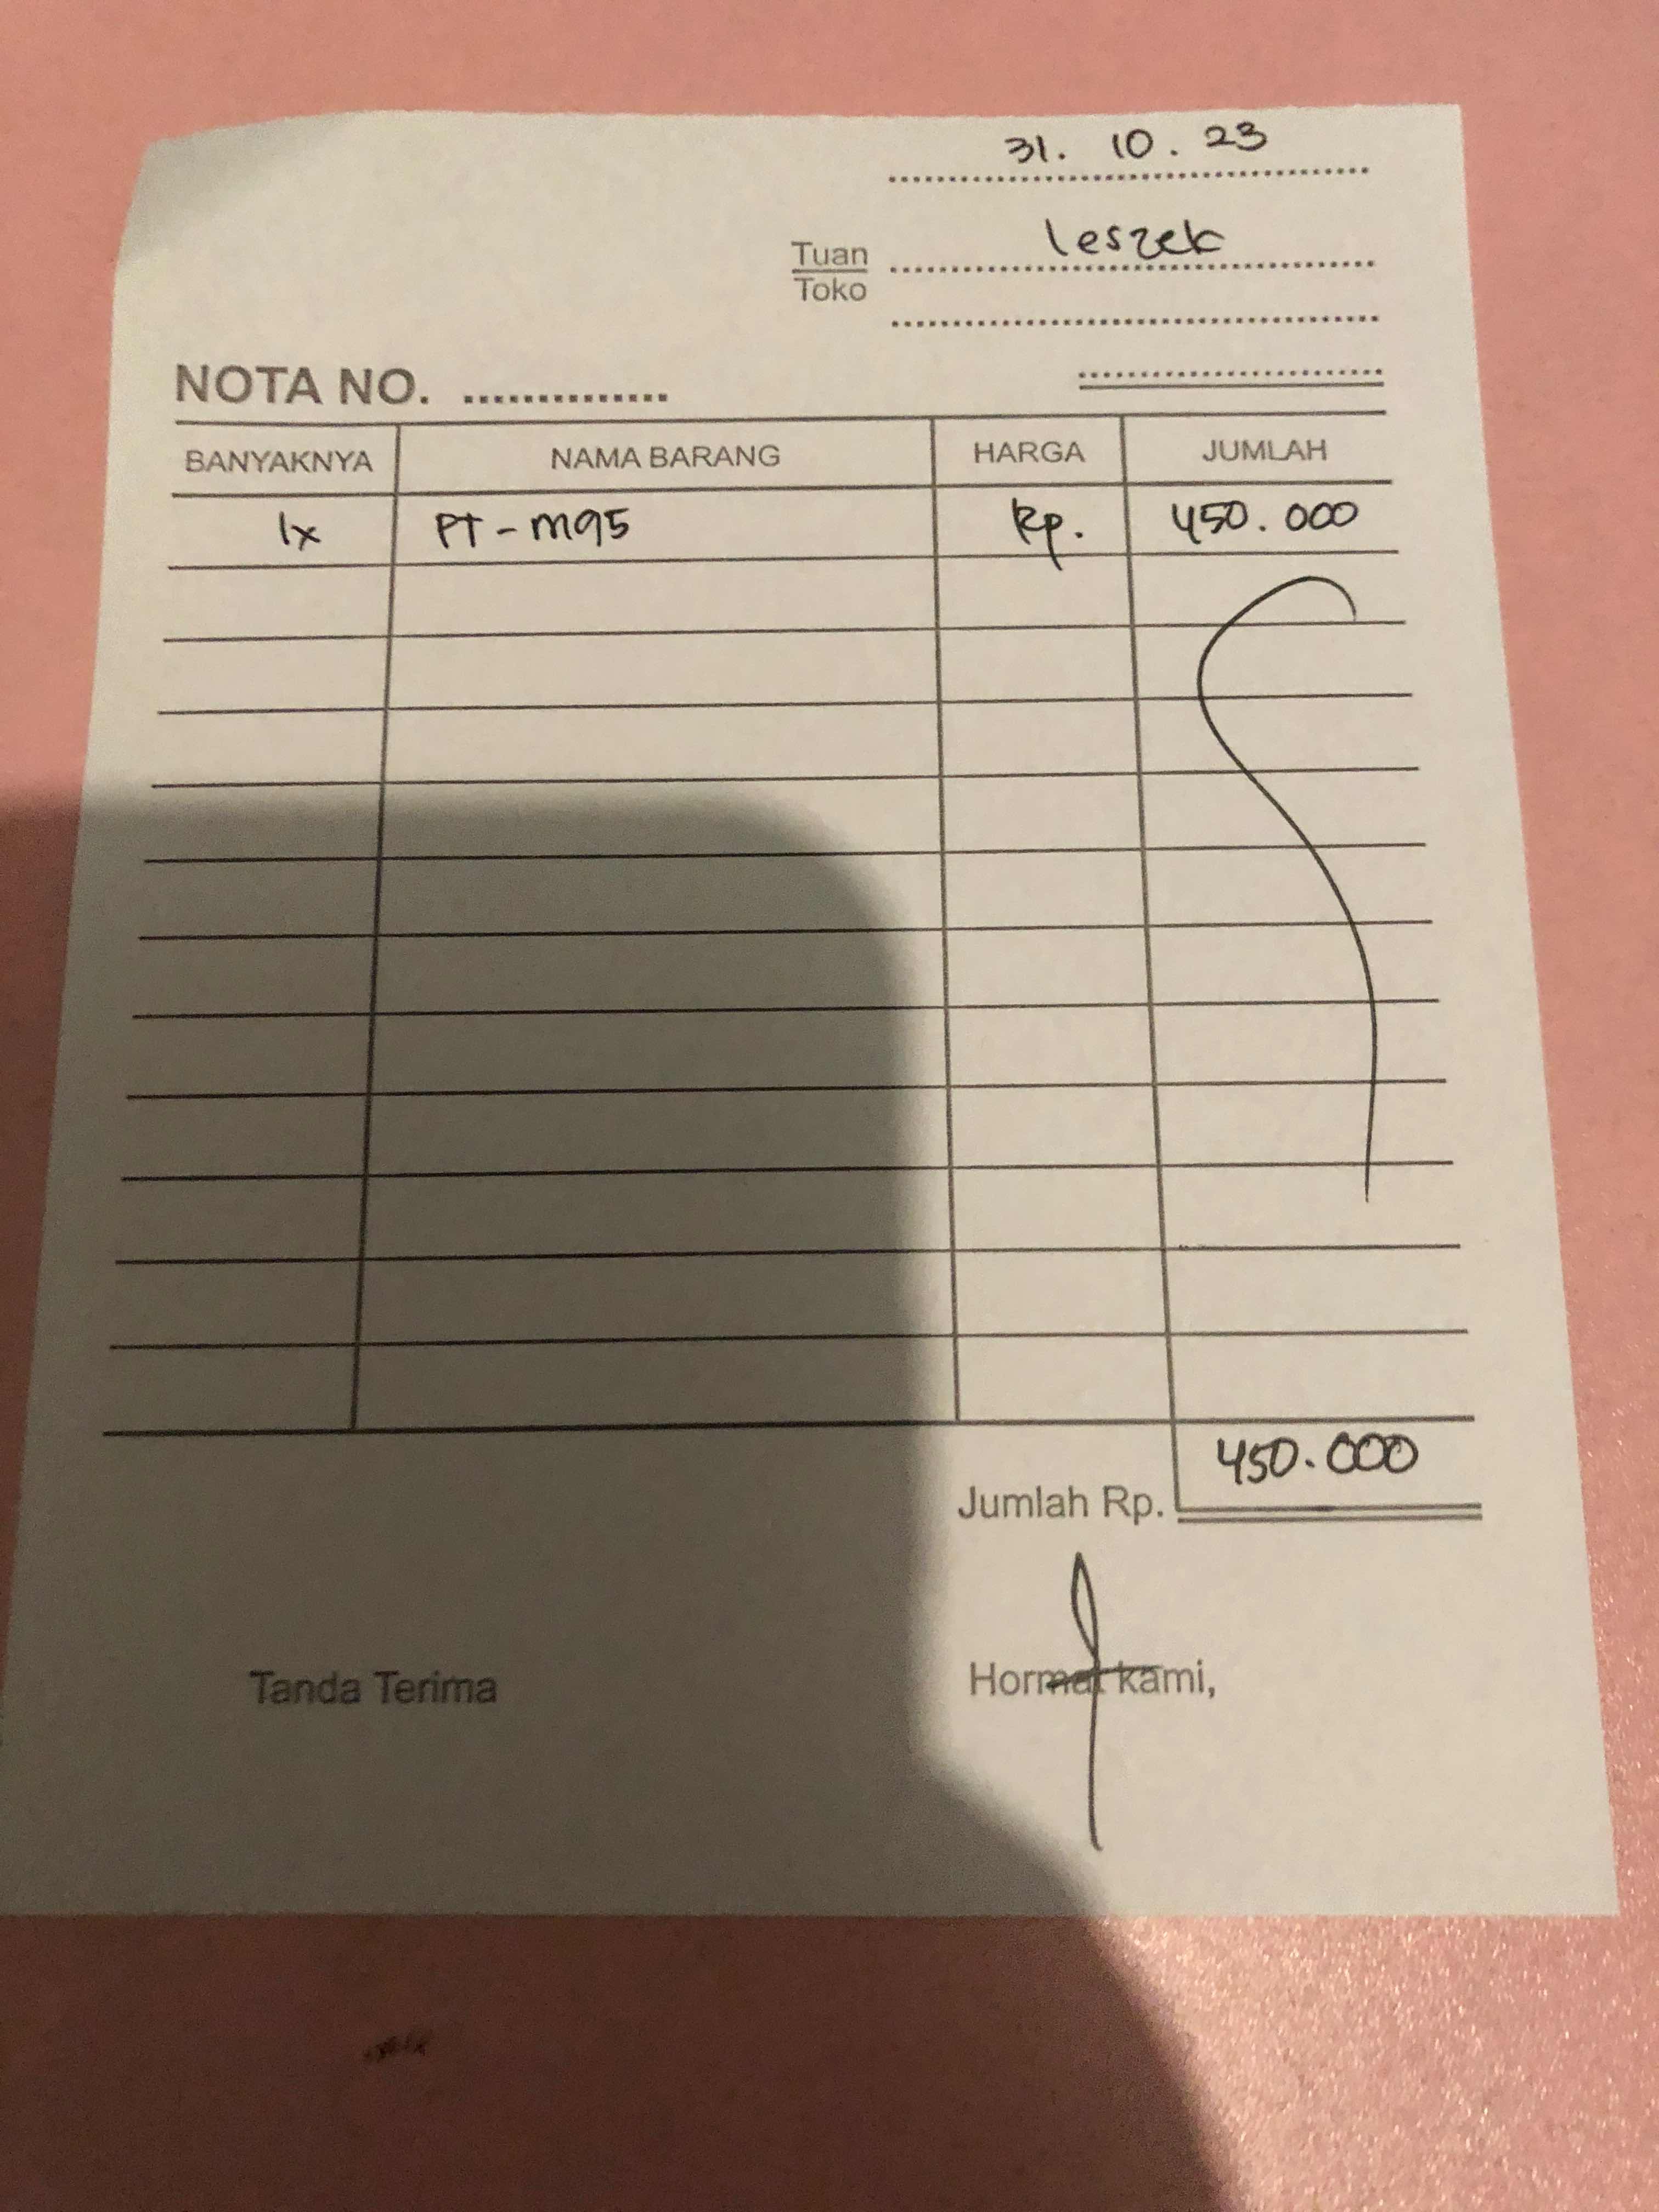 31. 10. 23
Tuan Leszek
Toko
NOTA NO. ..............
BANYAKNYA NAMA BARANG HARGA JUMLAH
1x PT-M95 Rp. 450.000
Jumlah Rp. 450.000
Tanda Terima Hormat kami,